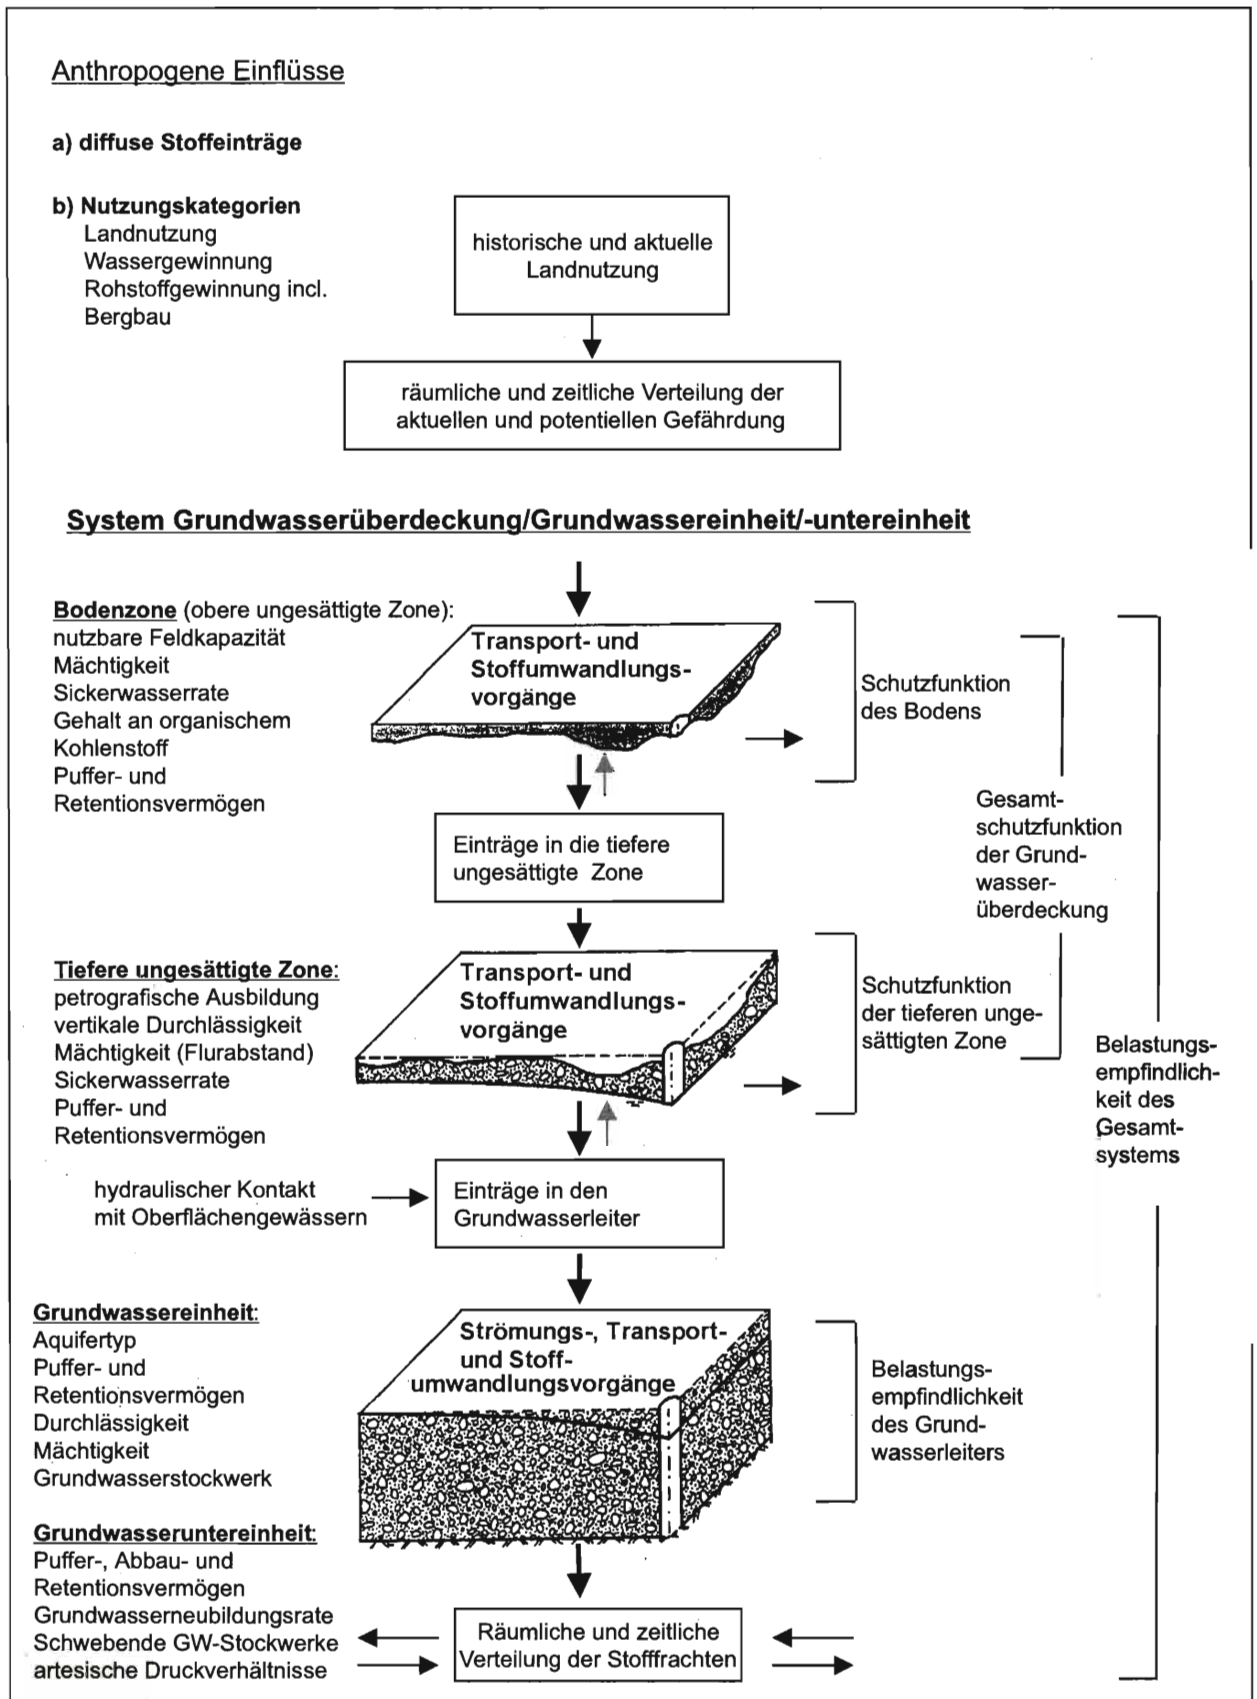 Anthropogene Einflüsse
a) diffuse Stoffeinträge
b) Nutzungskategorien
Landnutzung
Wassergewinnung
Rohstoffgewinnung incl.
Bergbau
historische und aktuelle
Landnutzung
räumliche und zeitliche Verteilung der
aktuellen und potentiellen Gefährdung
System Grundwasserüberdeckung/Grundwassereinheit/-untereinheit
Bodenzone (obere ungesättigte Zone):
nutzbare Feldkapazität
Mächtigkeit
Sickerwasserrate
Gehalt an organischem
Kohlenstoff
Puffer- und
Retentionsvermögen
Transport- und
Stoffumwandlungs-
vorgänge
Schutzfunktion
des Bodens
Einträge in die tiefere
ungesättigte Zone
Gesamt-
schutzfunktion
der Grund-
wasser-
überdeckung
Tiefere ungesättigte Zone:
petrografische Ausbildung
vertikale Durchlässigkeit
Mächtigkeit (Flurabstand)
Sickerwasserrate
Puffer- und
Retentionsvermögen
Transport- und
Stoffumwandlungs-
vorgänge
Schutzfunktion
der tieferen unge-
sättigten Zone
Belastungs-
empfindlich-
keit des
Gesamt-
systems
hydraulischer Kontakt
mit Oberflächengewässern
Einträge in den
Grundwasserleiter
Grundwassereinheit:
Aquifertyp
Puffer- und
Retentionsvermögen
Durchlässigkeit
Mächtigkeit
Grundwasserstockwerk
Strömungs-, Transport-
und Stoff-
umwandlungsvorgänge
Belastungs-
empfindlichkeit
des Grund-
wasserleiters
Grundwasseruntereinheit:
Puffer-, Abbau- und
Retentionsvermögen
Grundwasserneubildungsrate
Schwebende GW-Stockwerke
artesische Druckverhältnisse
Räumliche und zeitliche
Verteilung der Stofffrachten